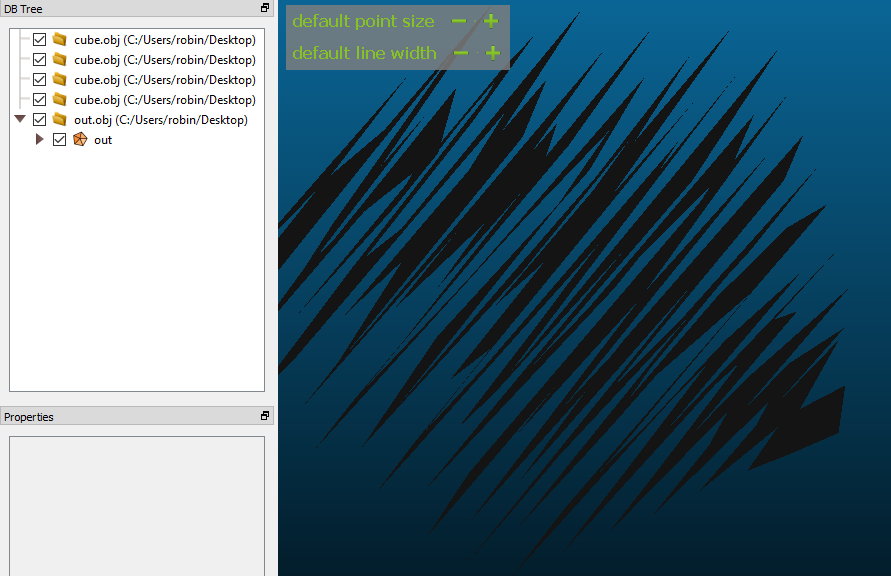 DB Tree
cube.obj (C:/Users/robin/Desktop)
cube.obj (C:/Users/robin/Desktop)
cube.obj (C:/Users/robin/Desktop)
cube.obj (C:/Users/robin/Desktop)
out.obj (C:/Users/robin/Desktop)
out
Properties
default point size
default line width